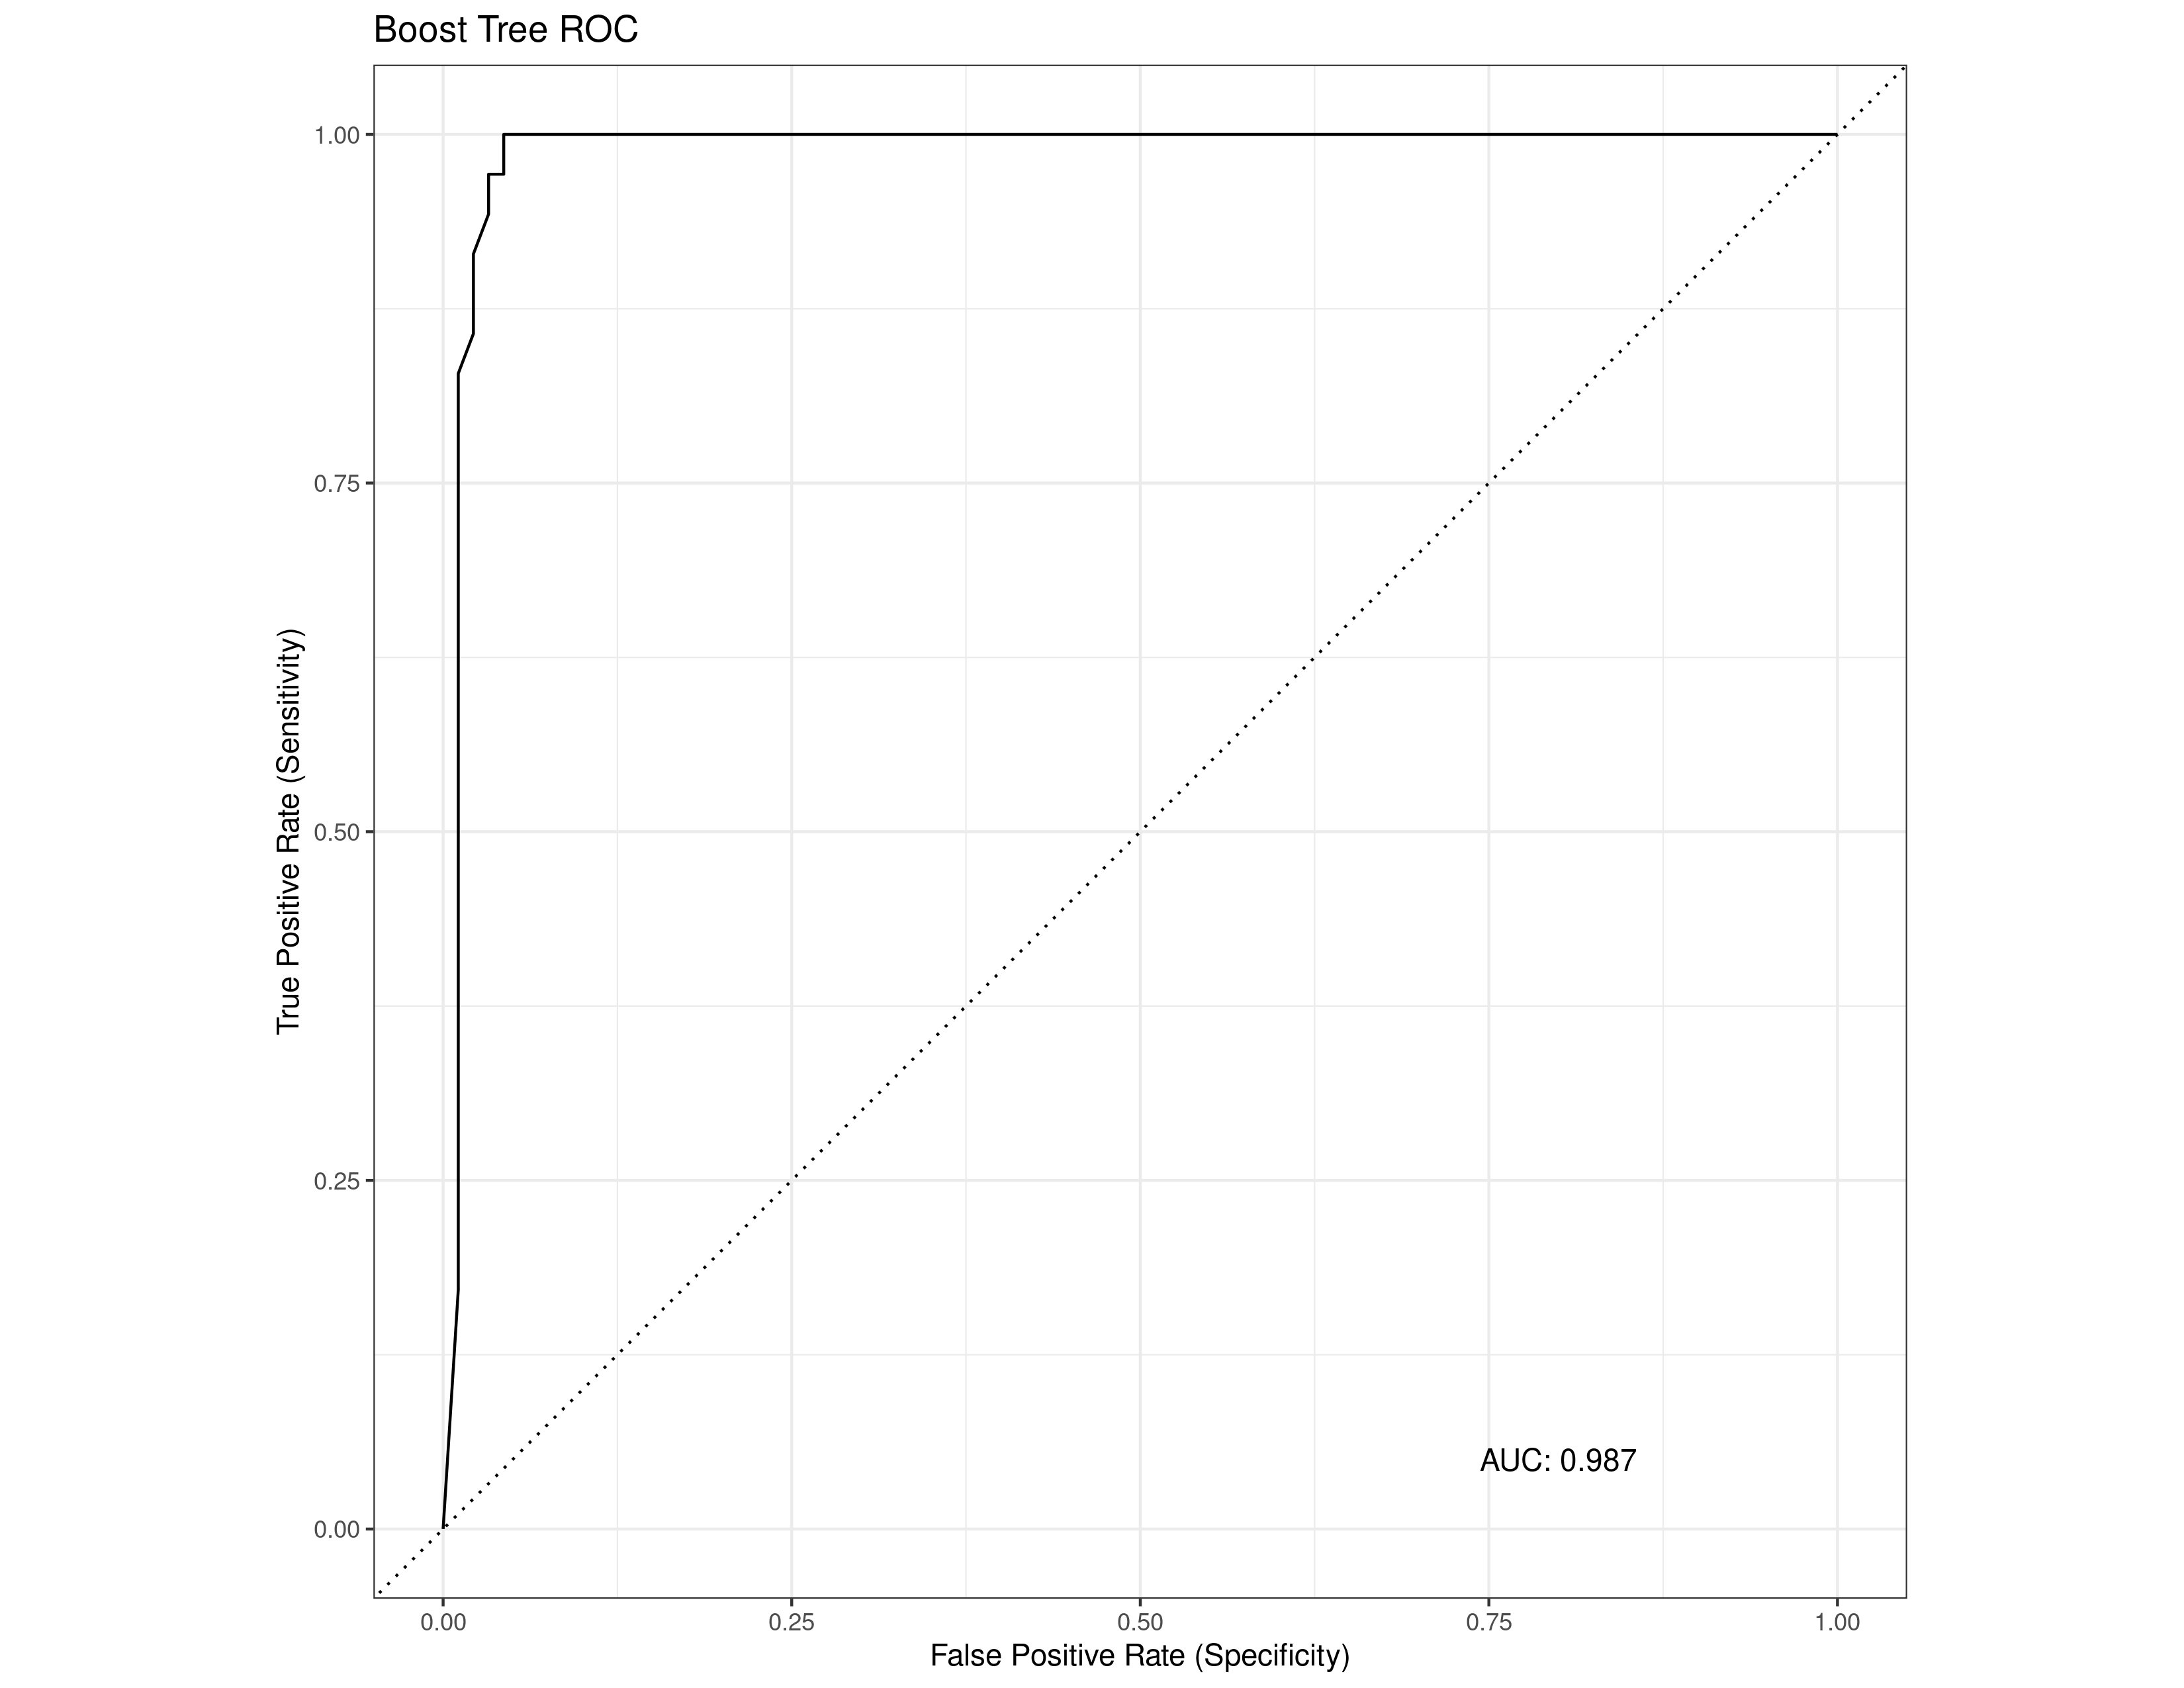 Boost Tree ROC
True Positive Rate (Sensitivity)
1.00
0.75
0.50
0.25
0.00
AUC: 0.987
0.00 0.25 0.50 0.75 1.00
False Positive Rate (Specificity)